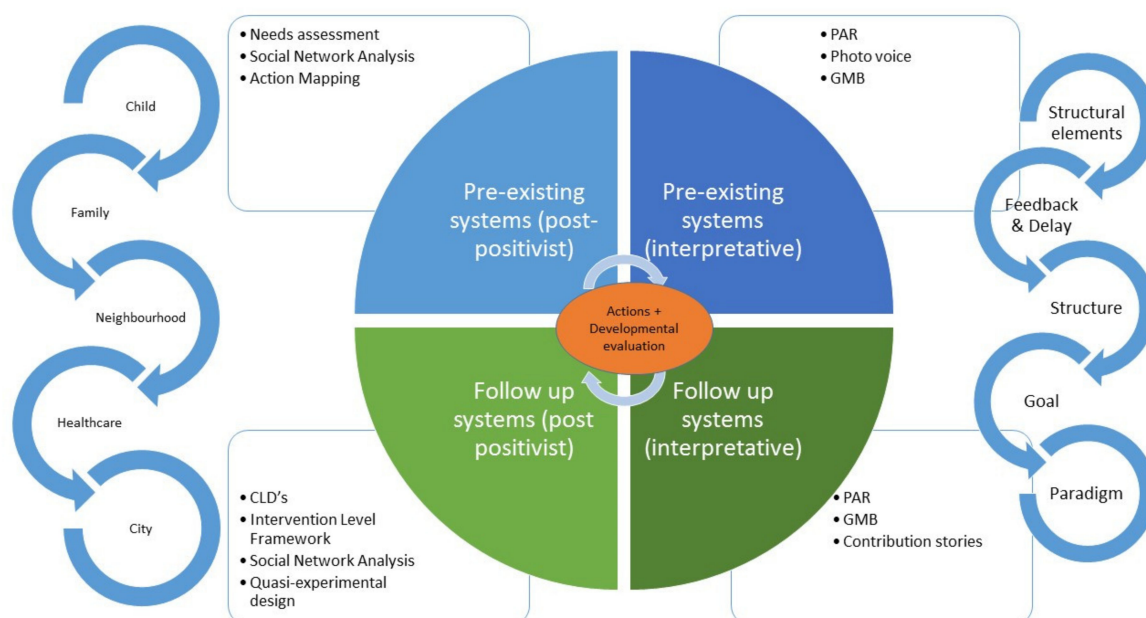 • Needs assessment
• Social Network Analysis
• Action Mapping
• PAR
• Photo voice
• GMB
Child
Family
Neighbourhood
Healthcare
City
Pre-existing
systems (post-
positivist)
Pre-existing
systems
(interpretative)
Actions +
Developmental
evaluation
Follow up
systems (post
positivist)
Follow up
systems
(interpretative)
Structural
elements
Feedback
& Delay
Structure
Goal
Paradigm
• CLD's
• Intervention Level
Framework
• Social Network Analysis
• Quasi-experimental
design
• PAR
• GMB
• Contribution stories